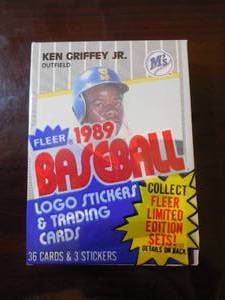 KEN GRIFFEY JR.
OUTFIELD
M's
S
FLEER 1989
BASEBALL
LOGO STICKERS
& TRADING
CARDS
36 CARDS & 3 STICKERS
COLLECT
FLEER
LIMITED
EDITION
SETS!
DETAILS ON BACK